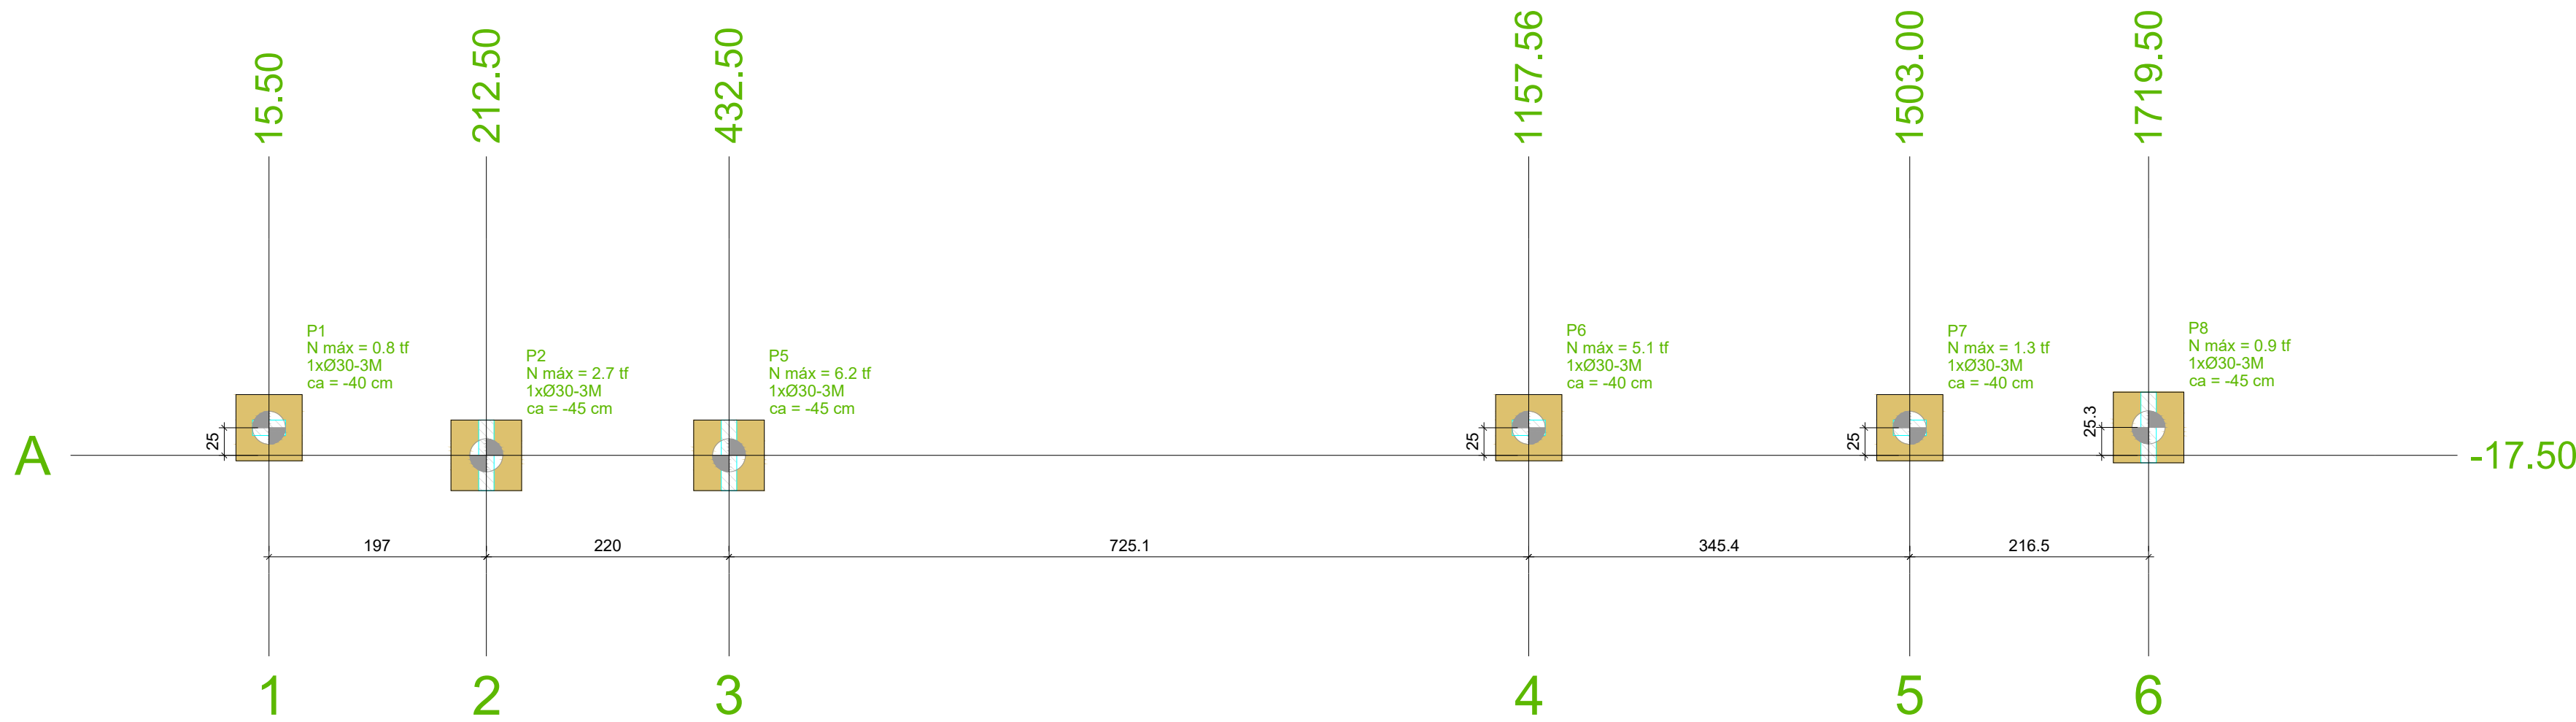 15.50
212.50
432.50
1157.56
1503.00
1719.50
P1
N máx = 0.8 tf
1xØ30-3M
ca = -40 cm
P2
N máx = 2.7 tf
1xØ30-3M
ca = -45 cm
P5
N máx = 6.2 tf
1xØ30-3M
ca = -45 cm
P6
N máx = 5.1 tf
1xØ30-3M
ca = -40 cm
P7
N máx = 1.3 tf
1xØ30-3M
ca = -40 cm
P8
N máx = 0.9 tf
1xØ30-3M
ca = -45 cm
25
25
25
25.3
A
-17.50
197
220
725.1
345.4
216.5
1
2
3
4
5
6